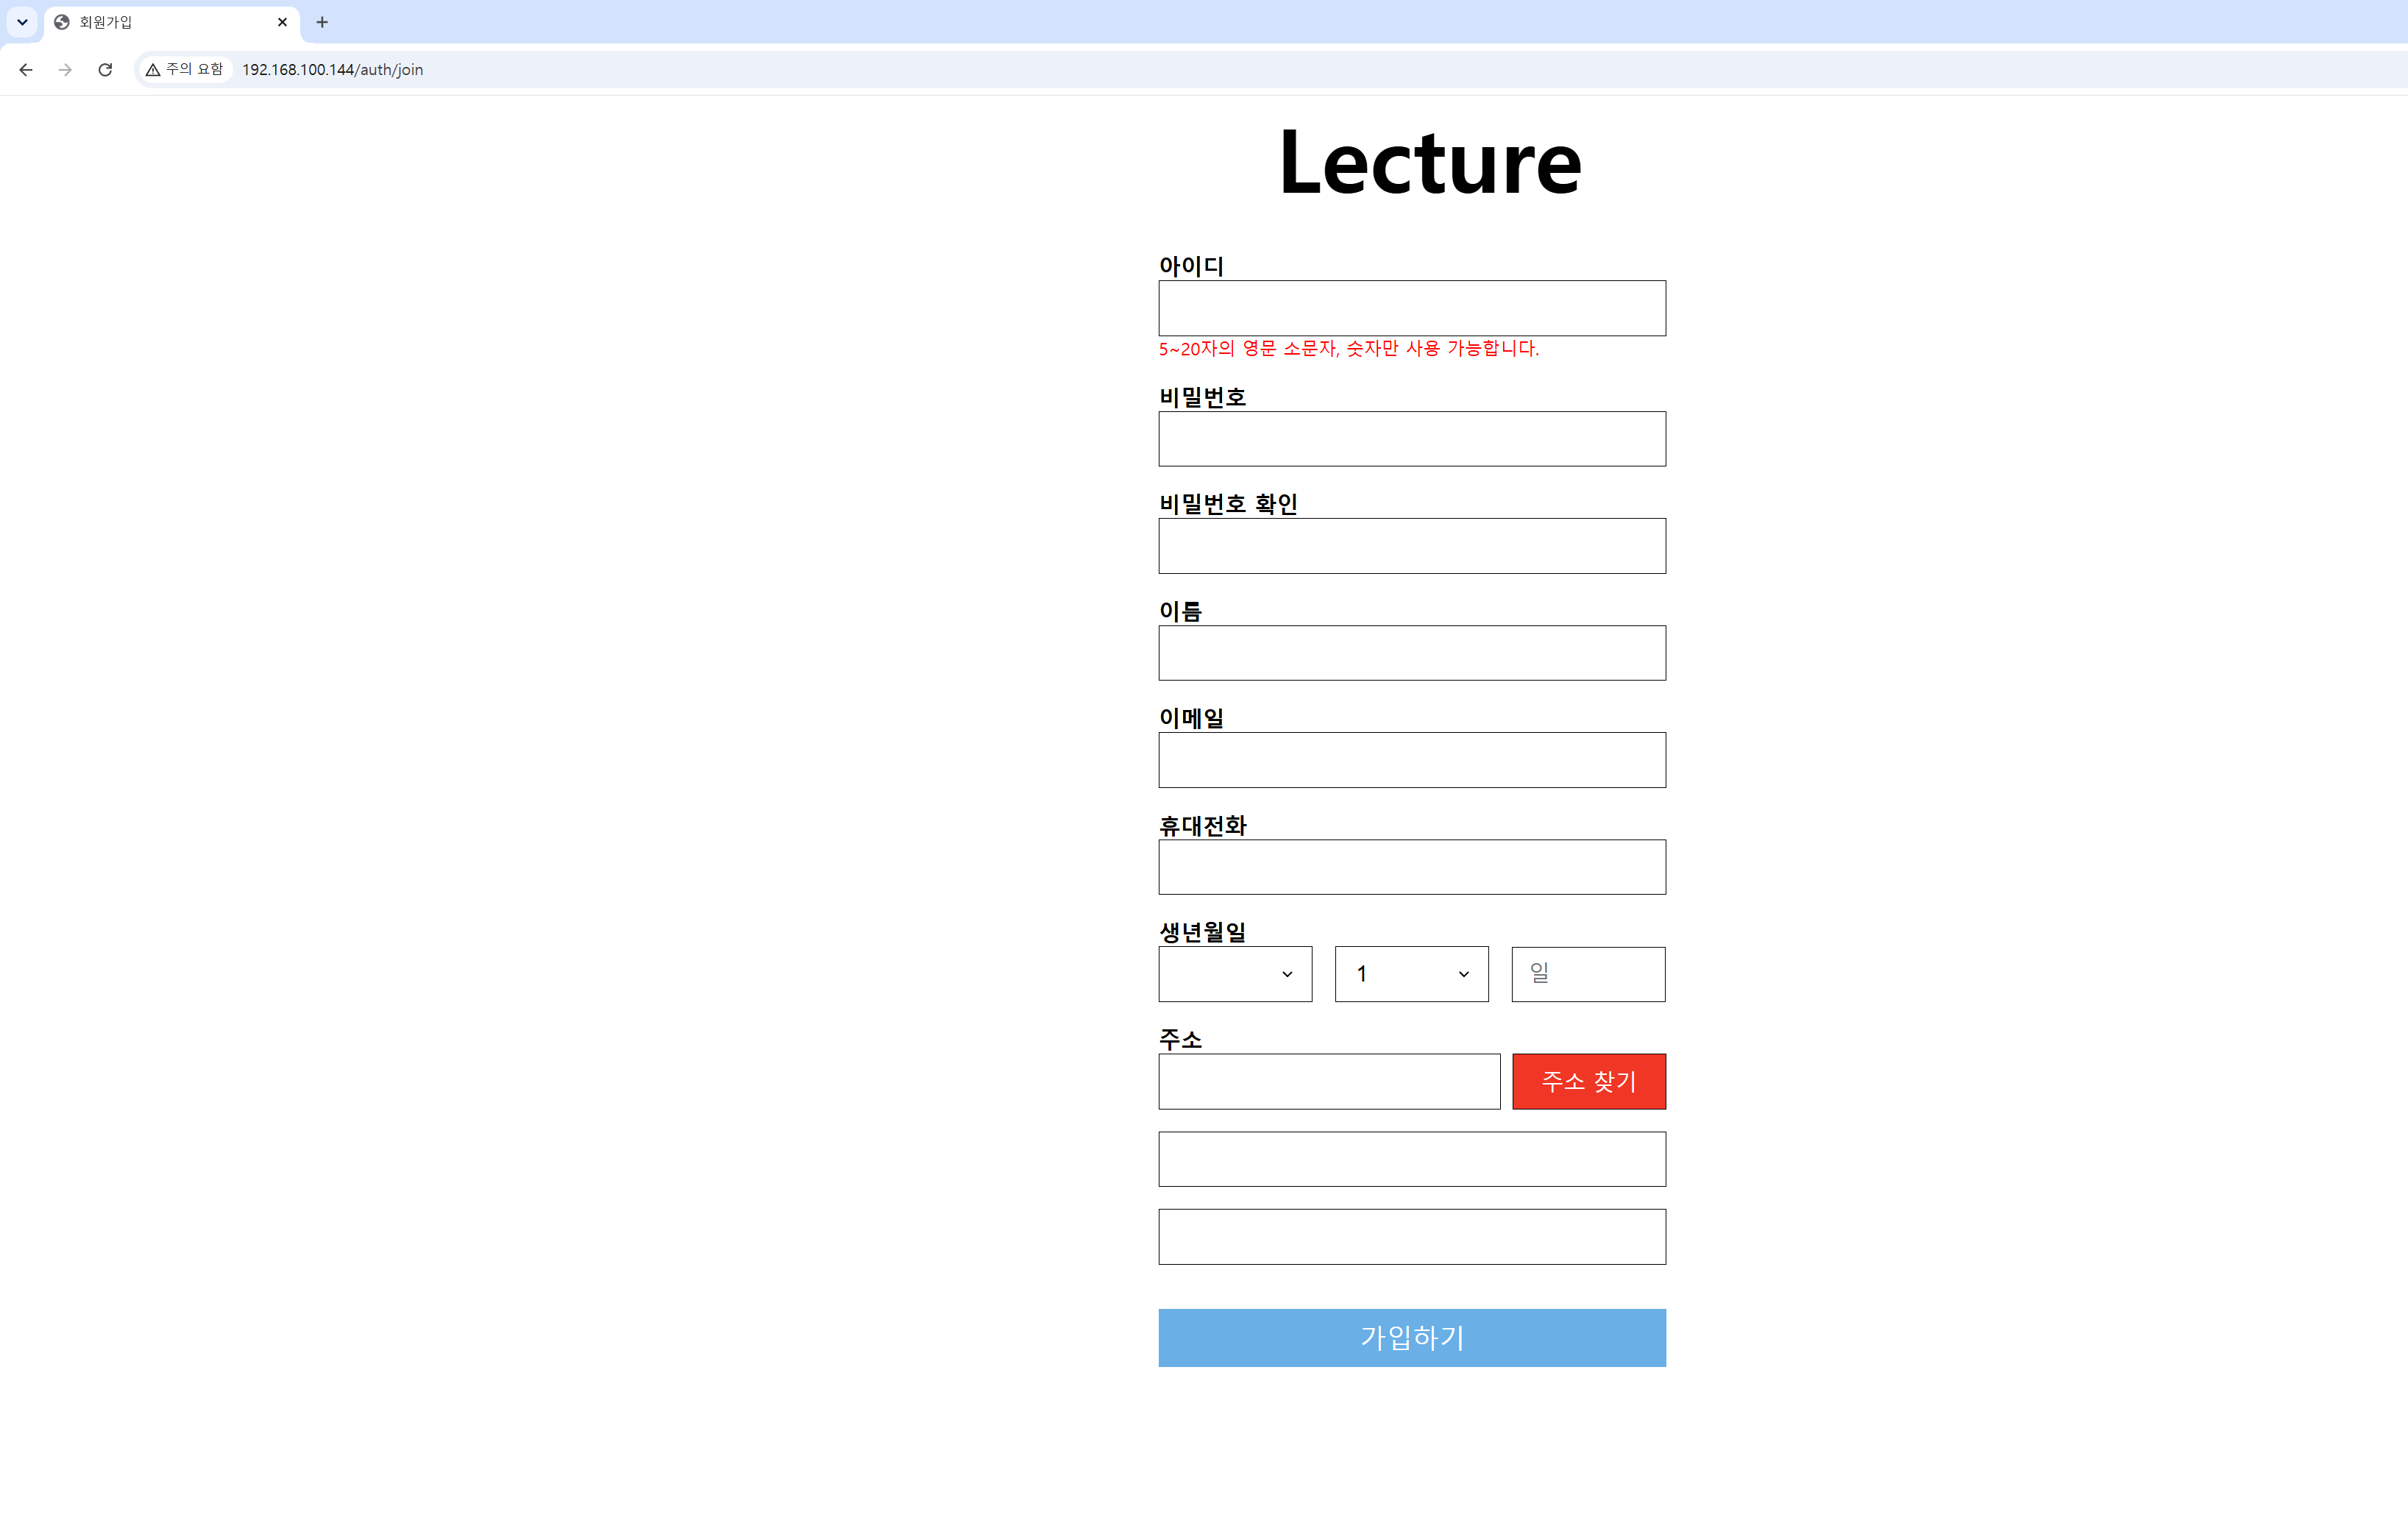 회원가입
주의 요함 192.168.100.144/auth/join
Lecture
아이디
5~20자의 영문 소문자, 숫자만 사용 가능합니다.
비밀번호
비밀번호 확인
이름
이메일
휴대전화
생년월일
1 일
주소
주소 찾기
가입하기